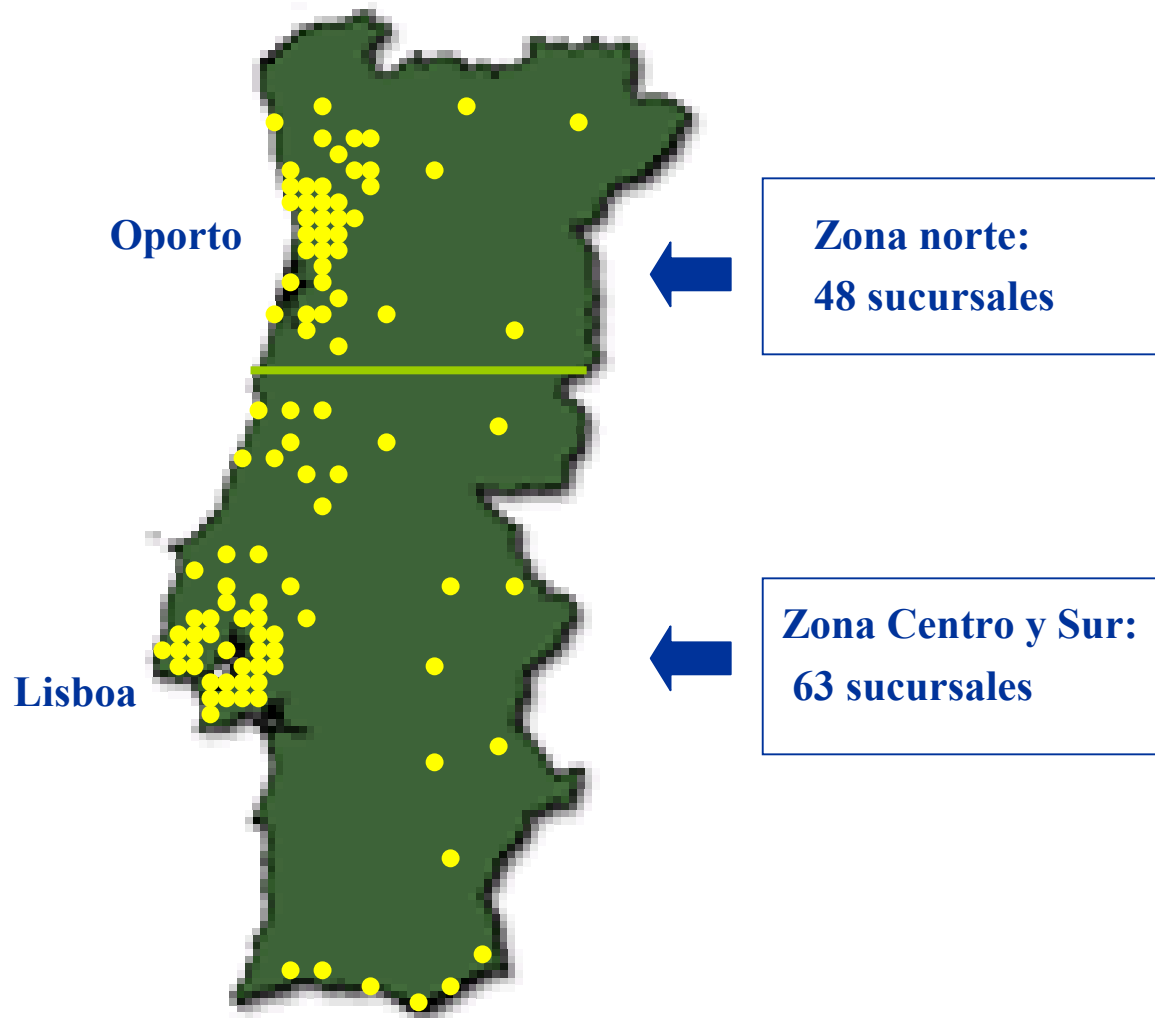 Oporto
Zona norte:
48 sucursales
Zona Centro y Sur:
63 sucursales
Lisboa